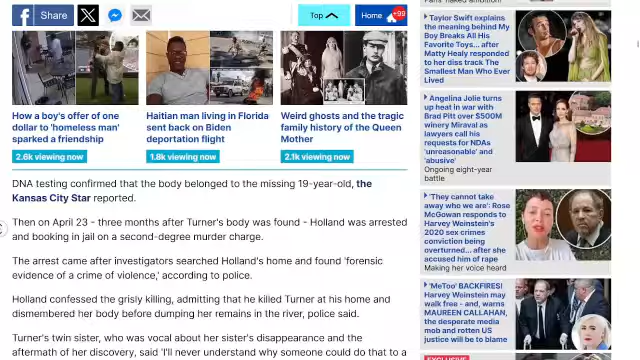 Paris 'naked ambition'
Share
Top
Home
+99
How a boy's offer of one
dollar to 'homeless man'
sparked a friendship
2.6k viewing now
Haitian man living in Florida
sent back on Biden
deportation flight
1.8k viewing now
Weird ghosts and the tragic
family history of the Queen
Mother
2.1k viewing now
DNA testing confirmed that the body belonged to the missing 19-year-old, the
Kansas City Star reported.
Then on April 23 - three months after Turner's body was found - Holland was arrested
and booking in jail on a second-degree murder charge.
The arrest came after investigators searched Holland's home and found 'forensic
evidence of a crime of violence,' according to police.
Holland confessed the grisly killing, admitting that he killed Turner at his home and
dismembered her body before dumping her remains in the river, police said.
Turner's twin sister, who was vocal about her sister's disappearance and the
aftermath of her discovery, said 'I'll never understand why someone could do that to a
Taylor Swift explains
the meaning behind My
Boy Breaks All His
Favorite Toys... after
Matty Healy responded
to her diss track The
Smallest Man Who Ever
Lived
Angelina Jolie turns
up heat in war with
Brad Pitt over $500M
winery Miraval as
lawyers call his
requests for NDAs
'unreasonable' and
'abusive'
Ongoing eight-year
battle
'They cannot take
away who we are': Rose
McGowan responds to
Harvey Weinstein's
2020 sex crimes
conviction being
overturned... after she
accused him of rape
Making her voice heard
'MeToo' BACKFIRES!
Harvey Weinstein may
walk free - and, warns
MAUREEN CALLAHAN,
the desperate media
mob and rotten US
justice will be to blame
EXCLUSIVE